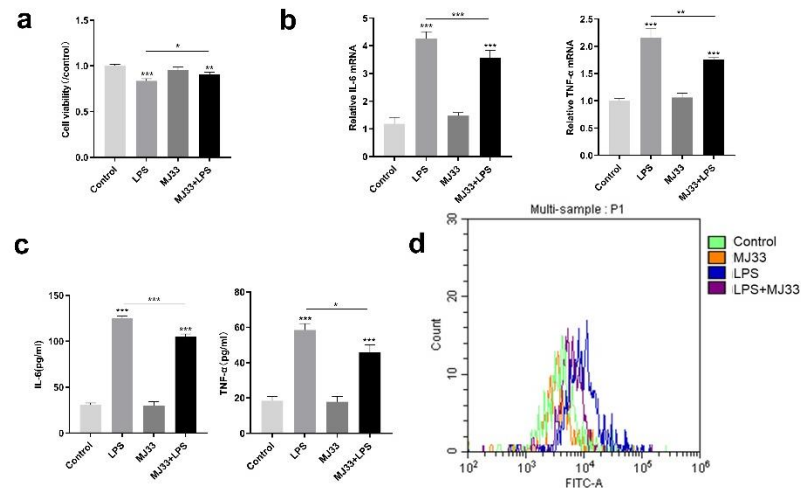 a
Cell viability(/control)
1.5
1.0
0.5
0.0
*
***
**
Control
LPS
MJ33
MJ33+LPS
b
Relative IL-6 mRNA
5
4
3
2
1
0
***
***
***
Control
LPS
MJ33
MJ33+LPS
Relative TNF-α mRNA
2.5
2.0
1.5
1.0
0.5
0.0
**
***
***
Control
LPS
MJ33
MJ33+LPS
c
IL-6(pg/ml)
150
100
50
0
***
***
***
Control
LPS
MJ33
MJ33+LPS
TNF-α(pg/ml)
80
60
40
20
0
*
***
***
Control
LPS
MJ33
MJ33+LPS
d
Multi-sample : P1
Count
30
20
10
0
10² 10³ 10⁴ 10⁵ 10⁶
FITC-A
Control
MJ33
LPS
LPS+MJ33